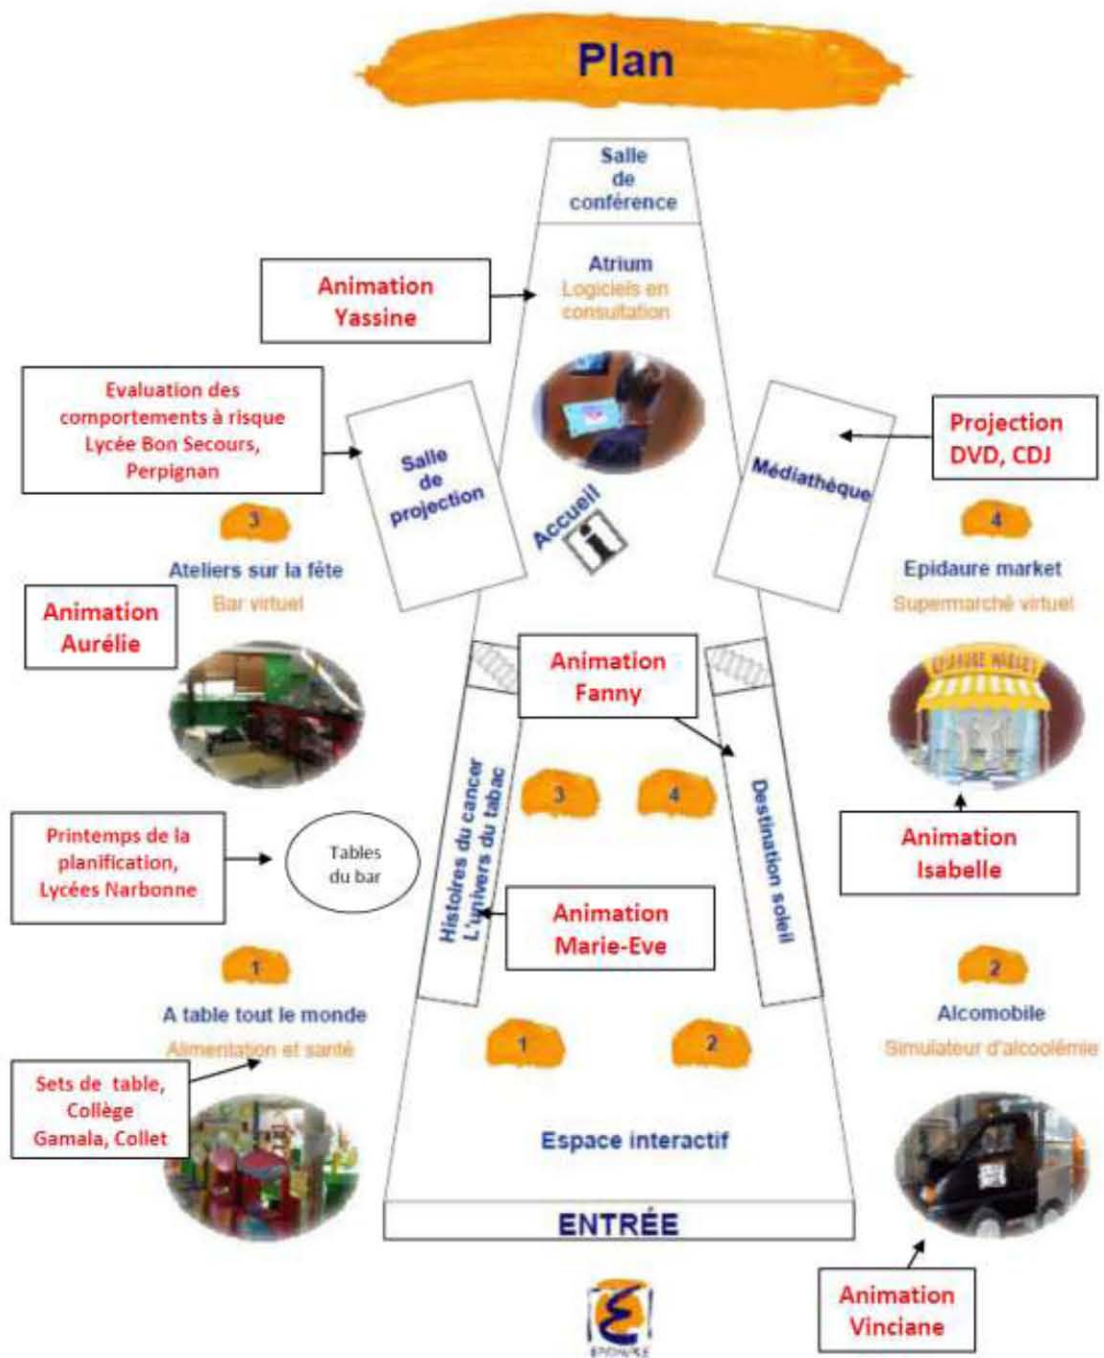 Plan
Salle
de
conférence
Atrium
Logiciels en
consultation
Animation
Yassine
Evaluation des
comportements à risque
Lycée Bon Secours,
Perpignan
Salle
de
projection
Accueil
i
Médiathèque
Projection
DVD, CDJ
3
Ateliers sur la fête
Bar virtuel
4
Epidaure market
Supermarché virtuel
Animation
Aurélie
Animation
Fanny
EPIDAURE MARKET
3
4
Histoires du cancer
L'univers du tabac
Destination soleil
Printemps de la
planification,
Lycées Narbonne
Tables
du bar
Animation
Isabelle
Animation
Marie-Eve
1
A table tout le monde
Alimentation et santé
2
Alcomobile
Simulateur d'alcoolémie
1
2
Sets de table,
Collège
Gamala, Collet
Espace interactif
ENTRÉE
Animation
Vinciane
EPIDAURE